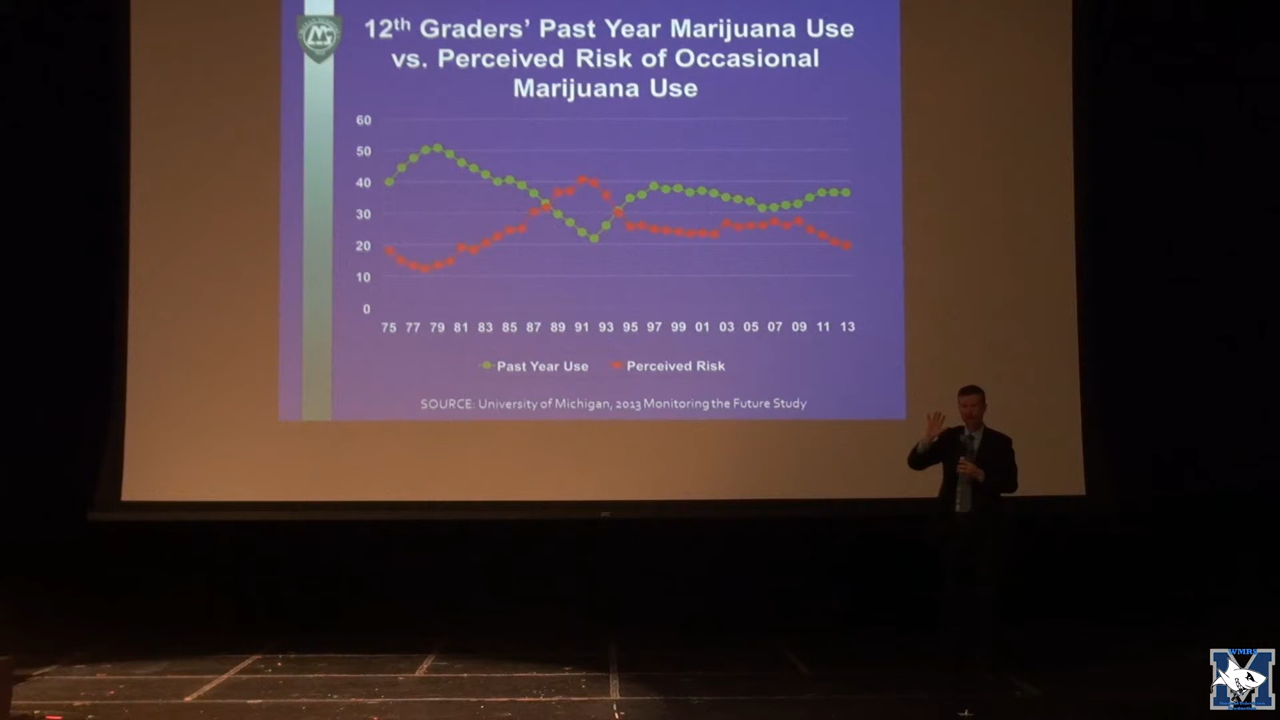 12th Graders' Past Year Marijuana Use
vs. Perceived Risk of Occasional
Marijuana Use
60
50
40
30
20
10
0
75 77 79 81 83 85 87 89 91 93 95 97 99 01 03 05 07 09 11 13
Past Year Use Perceived Risk
SOURCE: University of Michigan, 2013 Monitoring the Future Study
WMRS